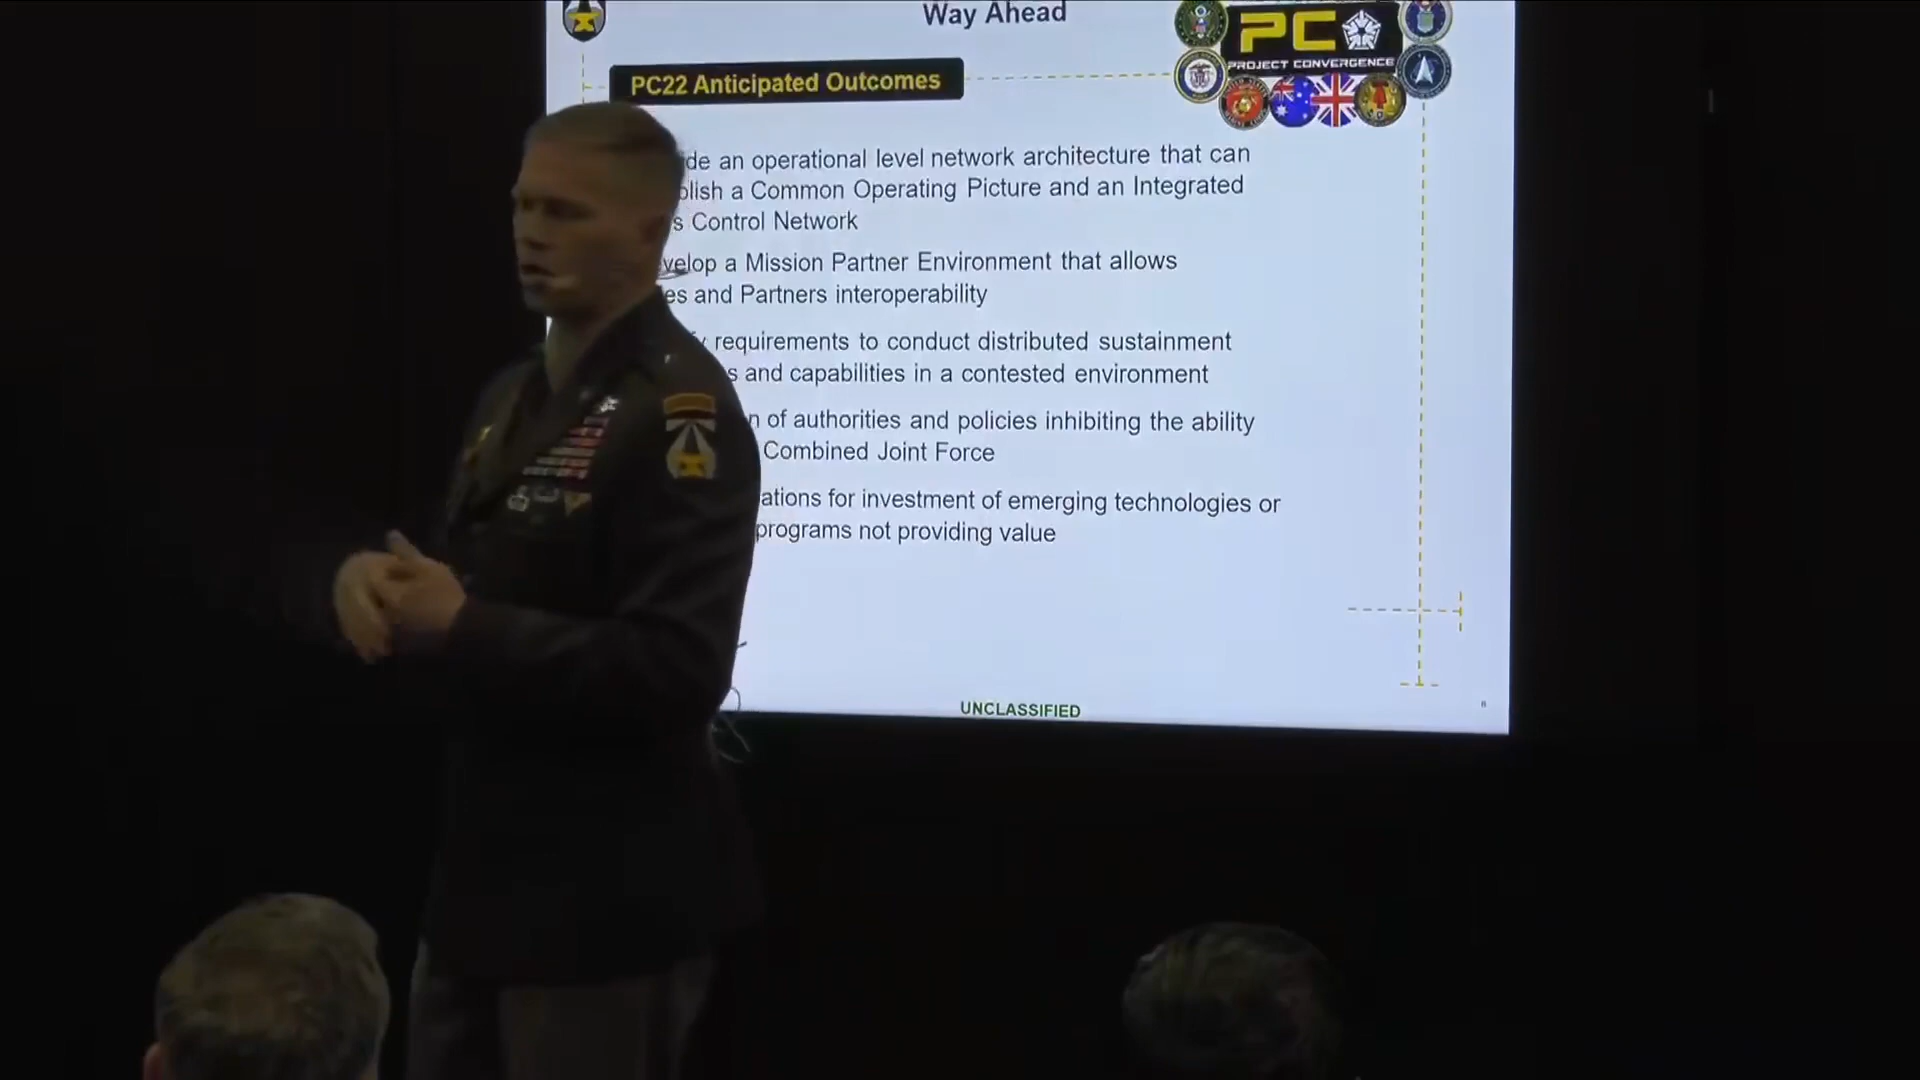 Way Ahead
PC
PROJECT CONVERGENCE
PC22 Anticipated Outcomes
de an operational level network architecture that can
blish a Common Operating Picture and an Integrated
s Control Network
velop a Mission Partner Environment that allows
es and Partners interoperability
y requirements to conduct distributed sustainment
s and capabilities in a contested environment
n of authorities and policies inhibiting the ability
Combined Joint Force
ations for investment of emerging technologies or
programs not providing value
UNCLASSIFIED